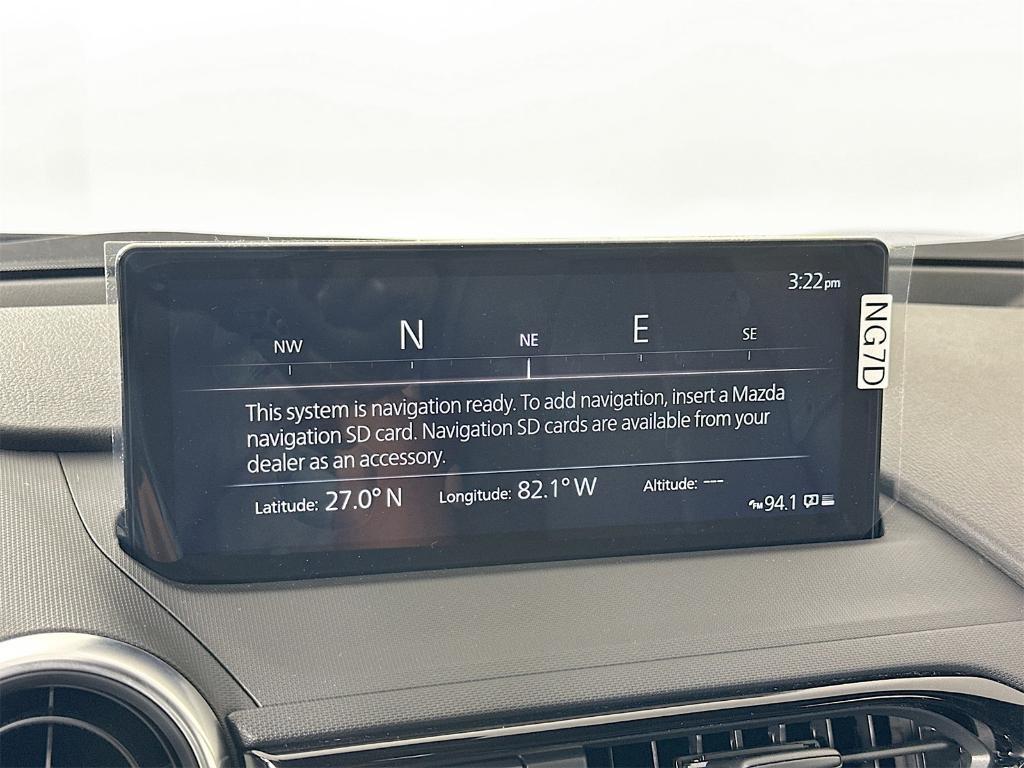 3:22pm
NW N NE E SE
NG7D
This system is navigation ready. To add navigation, insert a Mazda
navigation SD card. Navigation SD cards are available from your
dealer as an accessory.
Latitude: 27.0° N Longitude: 82.1° W Altitude: ---
FM 94.1